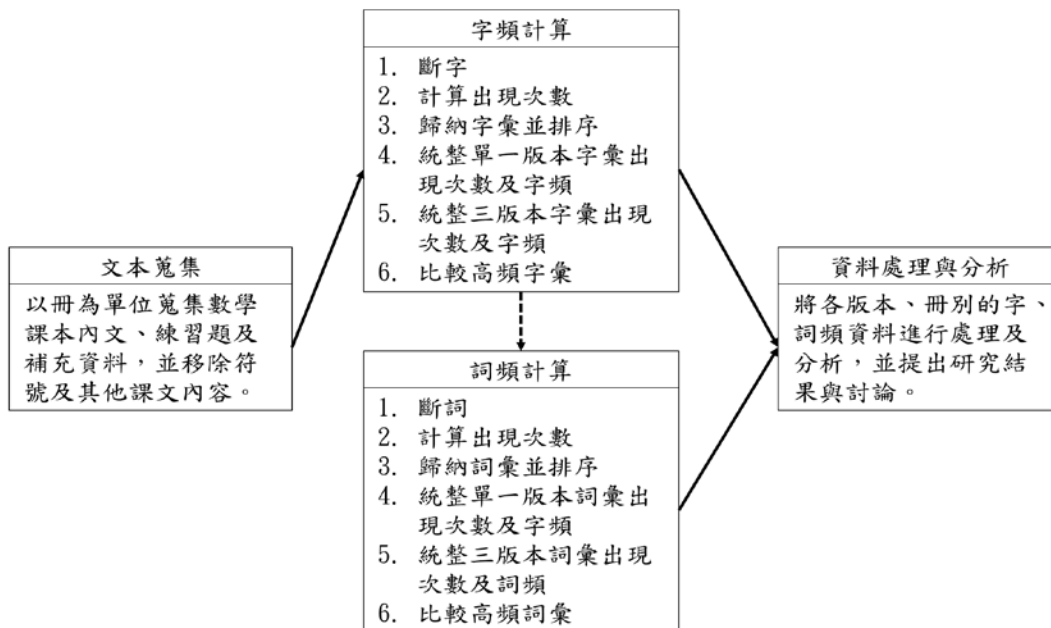 文本蒐集
以冊為單位蒐集數學
課本內文、練習題及
補充資料，並移除符
號及其他課文內容。
字頻計算
1. 斷字
2. 計算出現次數
3. 歸納字彙並排序
4. 統整單一版本字彙出
現次數及字頻
5. 統整三版本字彙出現
次數及字頻
6. 比較高頻字彙
詞頻計算
1. 斷詞
2. 計算出現次數
3. 歸納詞彙並排序
4. 統整單一版本詞彙出
現次數及字頻
5. 統整三版本詞彙出現
次數及詞頻
6. 比較高頻詞彙
資料處理與分析
將各版本、冊別的字、
詞頻資料進行處理及
分析，並提出研究結
果與討論。